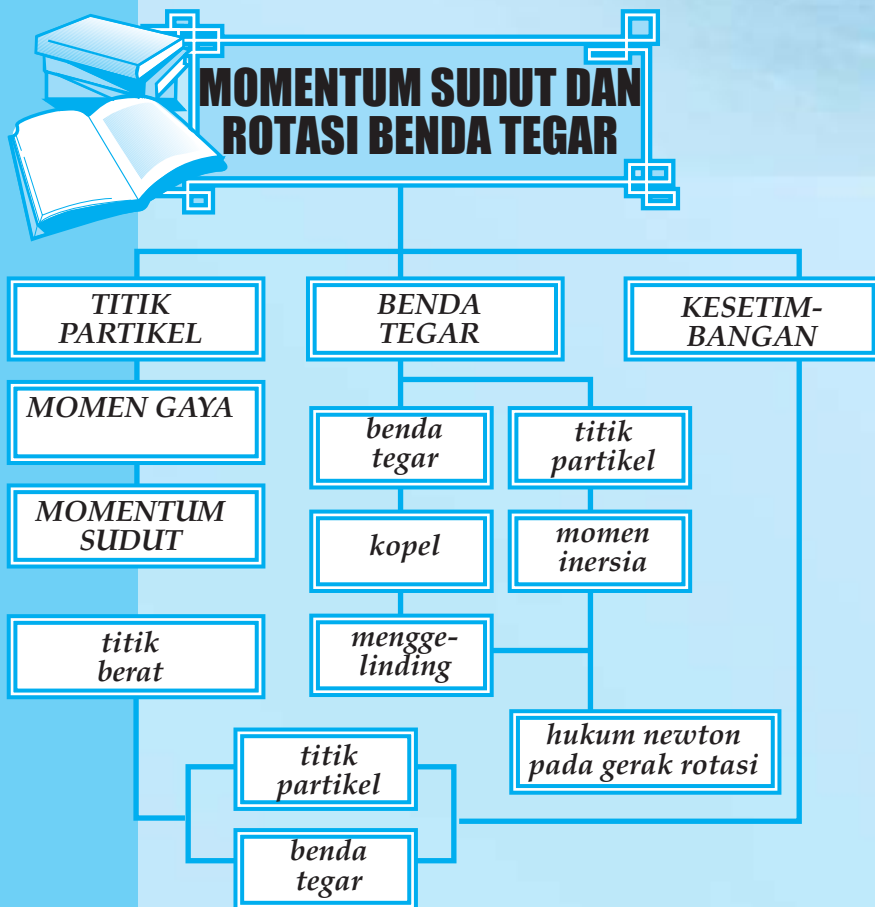 MOMENTUM SUDUT DAN
ROTASI BENDA TEGAR
TITIK
PARTIKEL
BENDA
TEGAR
KESETIM-
BANGAN
MOMEN GAYA
MOMENTUM
SUDUT
benda
tegar
titik
partikel
kopel
momen
inersia
titik
berat
mengge-
linding
hukum newton
pada gerak rotasi
titik
partikel
benda
tegar